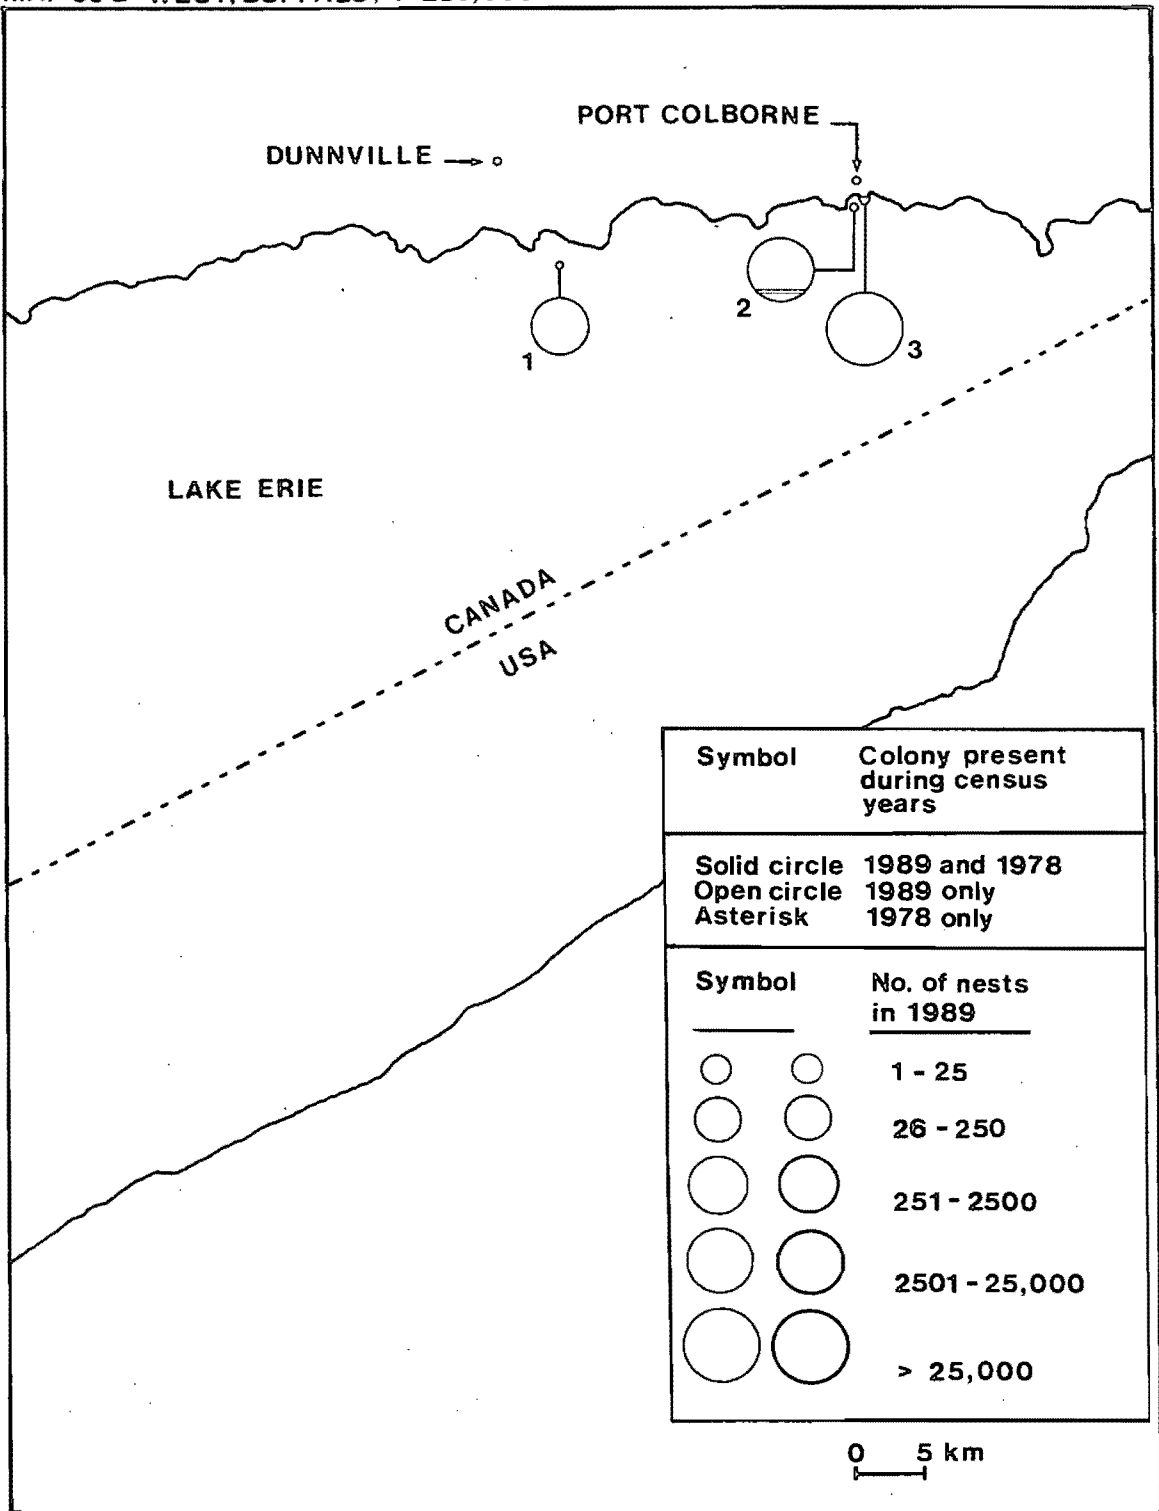 PORT COLBORNE
DUNNVILLE
2
3
1
LAKE ERIE
CANADA
USA
Symbol Colony present
during census
years
Solid circle 1989 and 1978
Open circle 1989 only
Asterisk 1978 only
Symbol No. of nests
in 1989
1 - 25
26 - 250
251 - 2500
2501 - 25,000
> 25,000
0 5 km